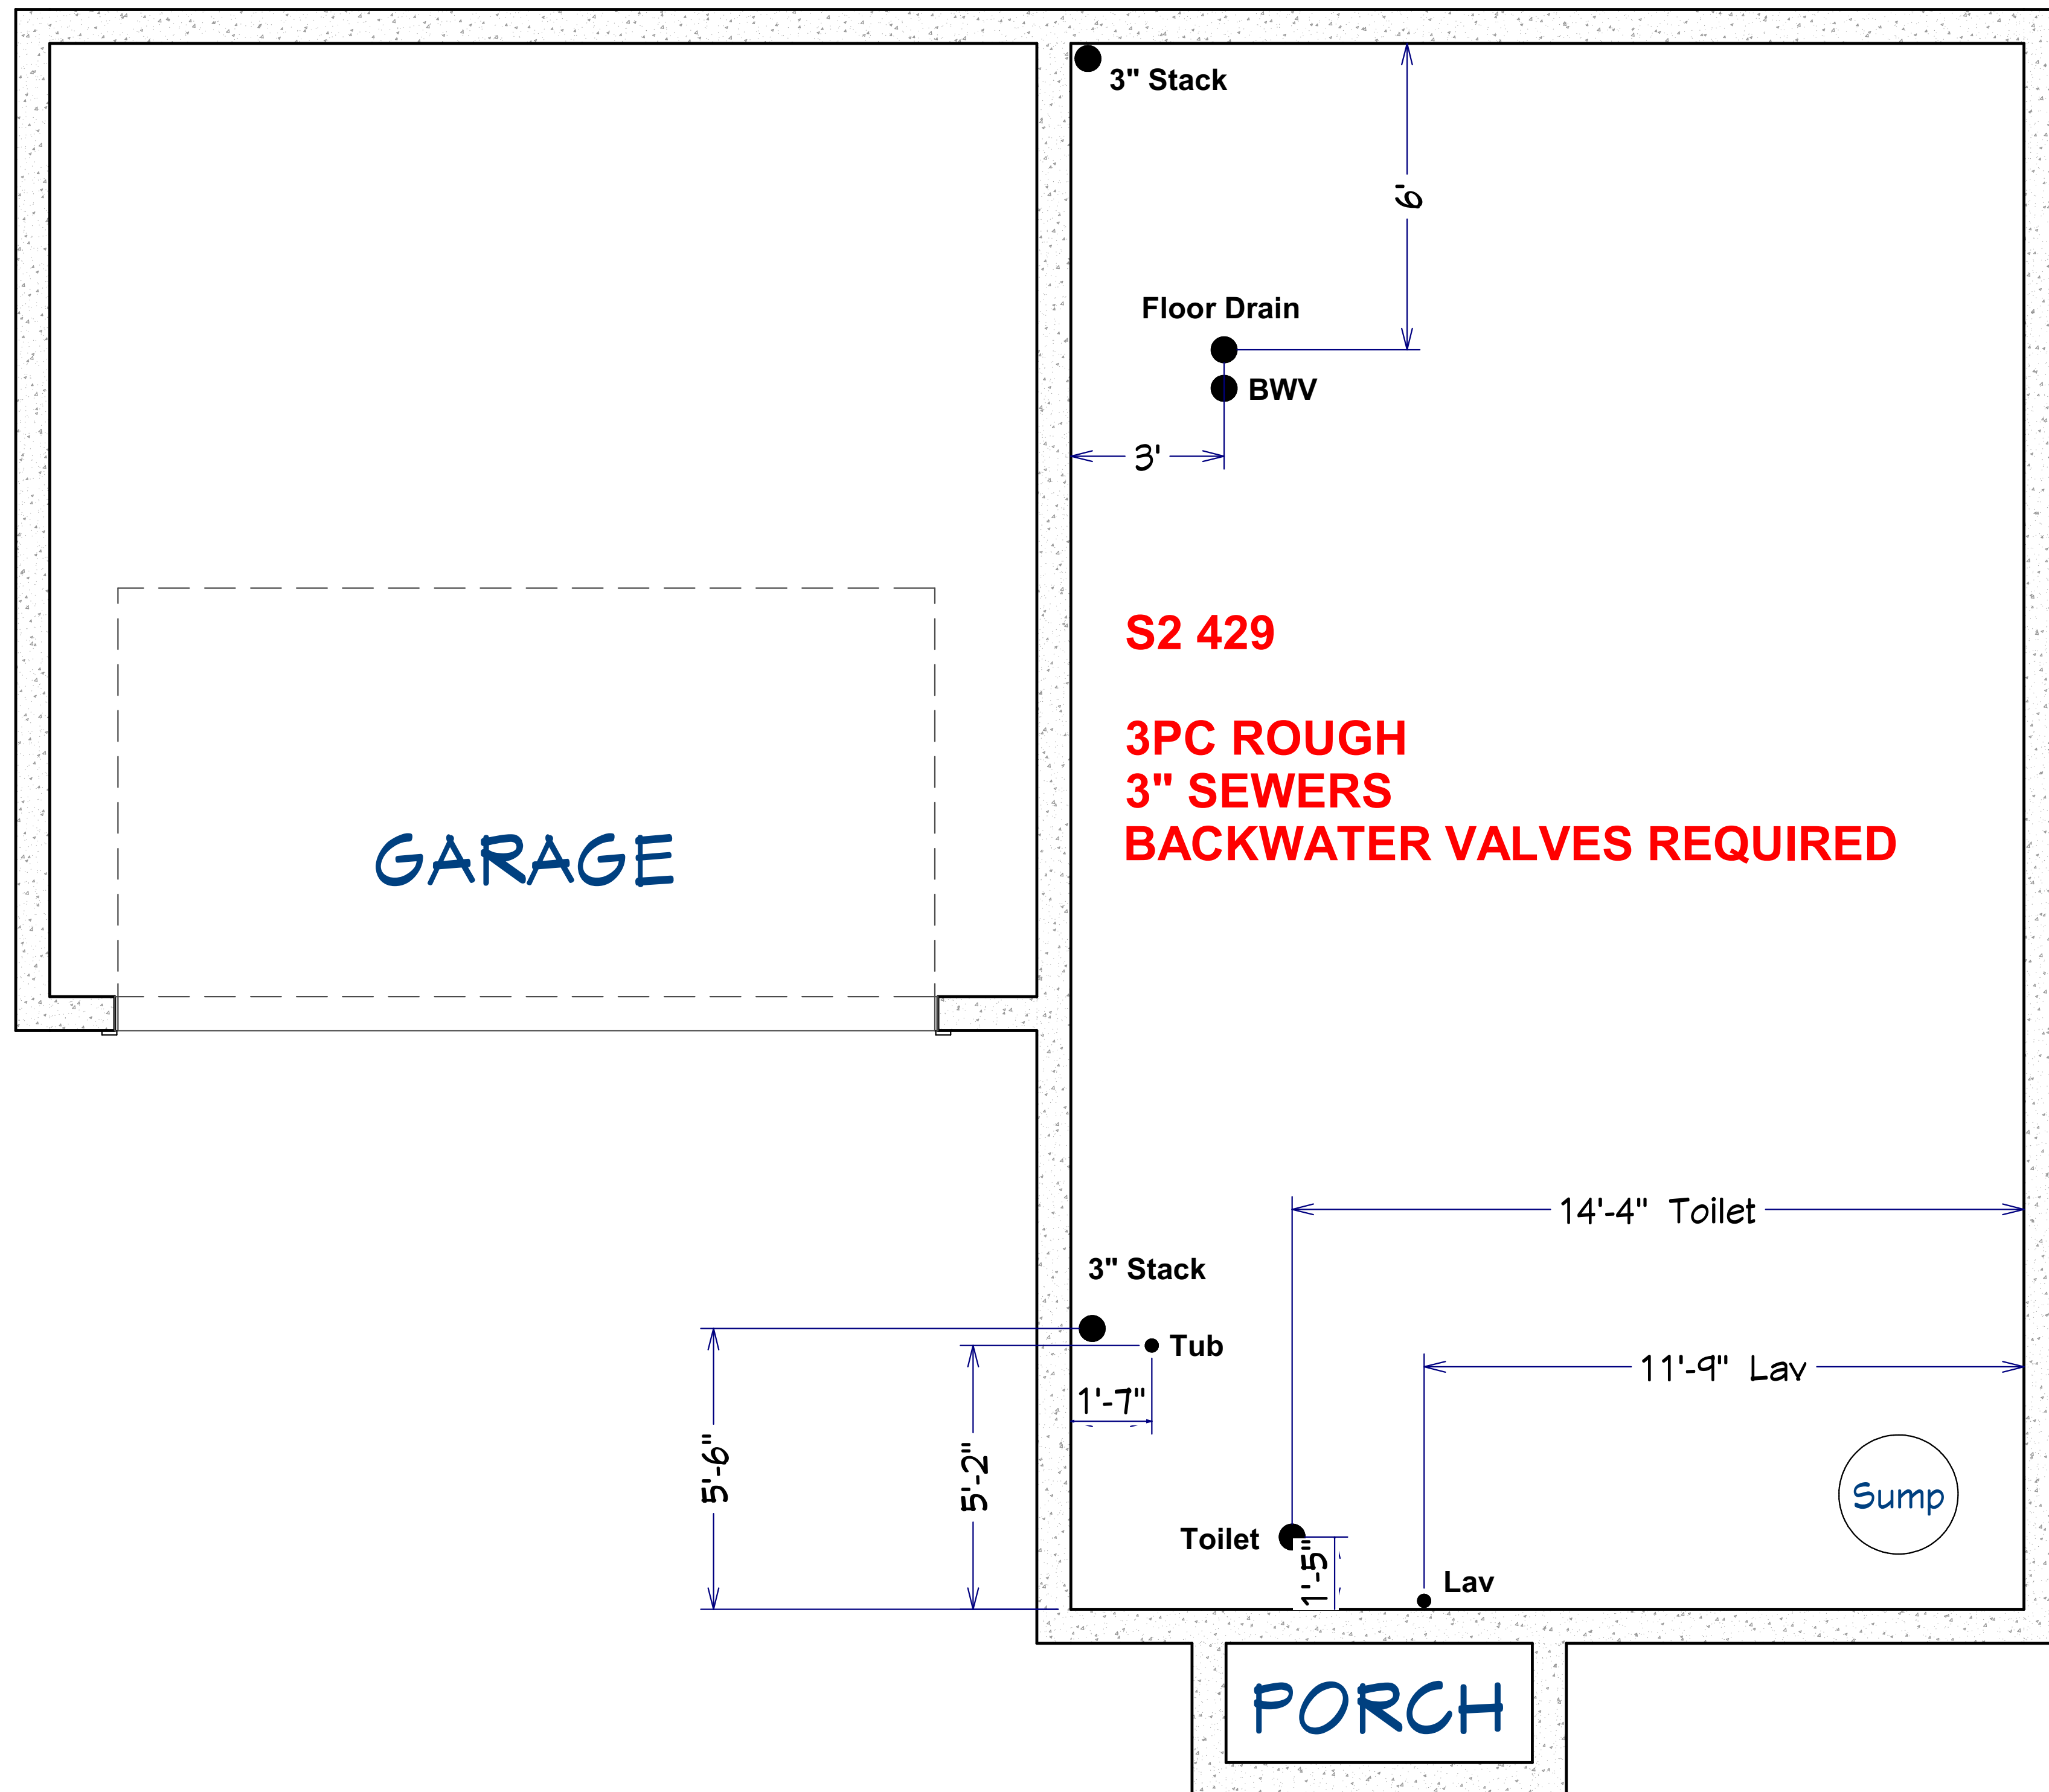 3" Stack
6'
Floor Drain
BWV
3'
S2 429
3PC ROUGH
3" SEWERS
BACKWATER VALVES REQUIRED
GARAGE
14'-4" Toilet
3" Stack
Tub
11'-9" Lav
1'-7"
5'-6"
5'-2"
Sump
Toilet
1'-5"
Lav
PORCH